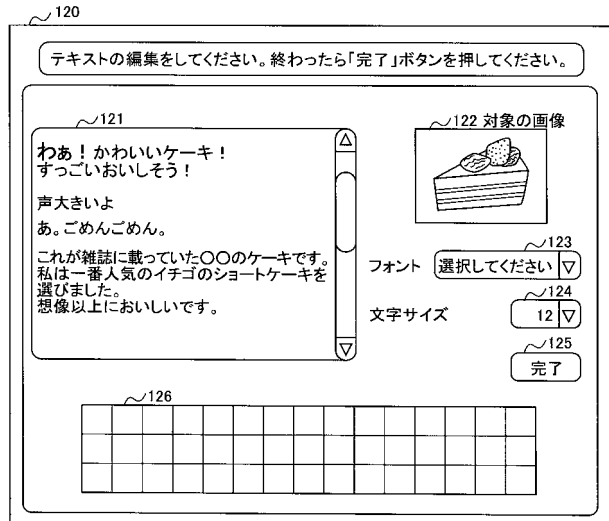 120
テキストの編集をしてください。終わったら「完了」ボタンを押してください。
121
わぁ！かわいいケーキ！
すっごいおいしそう！
声大きいよ
あ。ごめんごめん。
これが雑誌に載っていた〇〇のケーキです。
私は一番人気のイチゴのショートケーキを
選びました。
想像以上においしいです。
122 対象の画像
123
フォント 選択してください
124
文字サイズ 12
125
完了
126